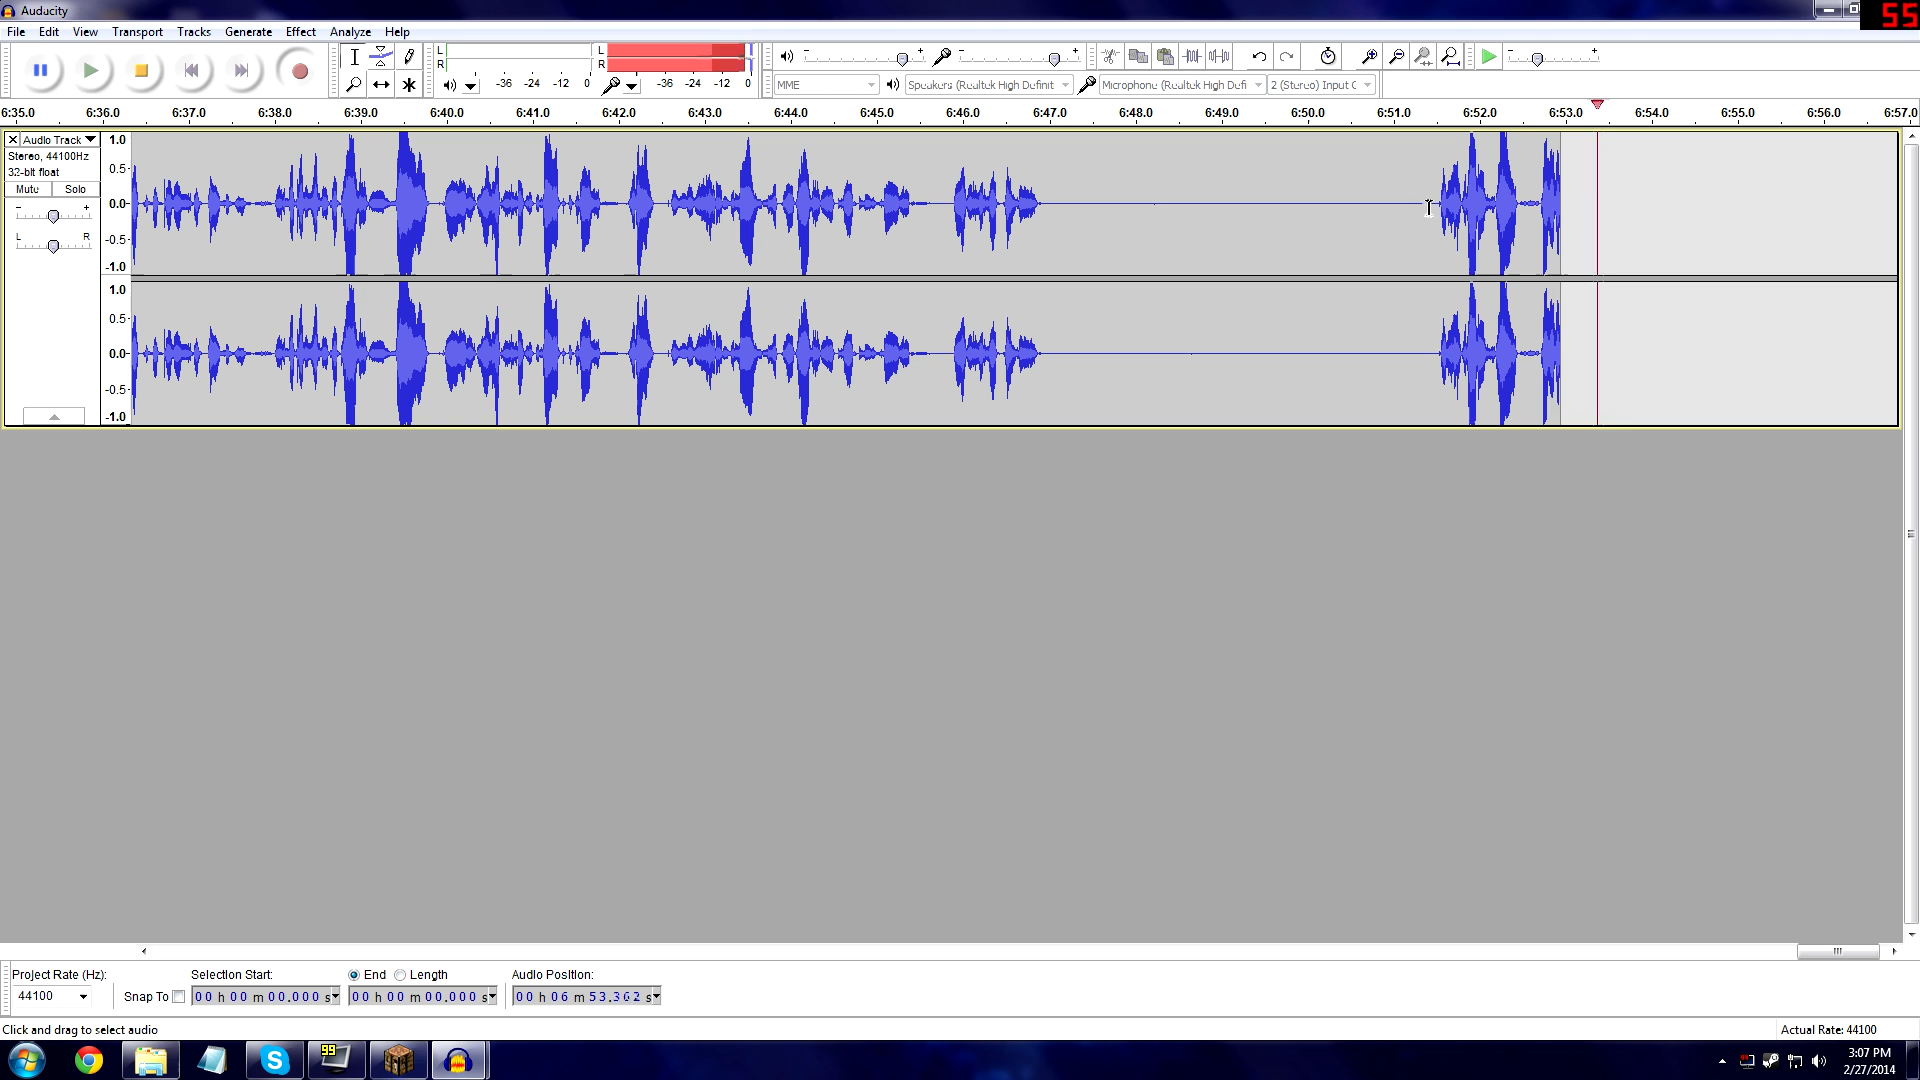 Audacity
55
File Edit View Transport Tracks Generate Effect Analyze Help
L
R
-36 -24 -12 0
L
R
-36 -24 -12 0
- +
- +
- +
MME
Speakers (Realtek High Definit
Microphone (Realtek High Defi
2 (Stereo) Input C
6:35.0 6:36.0 6:37.0 6:38.0 6:39.0 6:40.0 6:41.0 6:42.0 6:43.0 6:44.0 6:45.0 6:46.0 6:47.0 6:48.0 6:49.0 6:50.0 6:51.0 6:52.0 6:53.0 6:54.0 6:55.0 6:56.0 6:57.0
Audio Track
Stereo, 44100Hz
32-bit float
Mute Solo
- +
L R
1.0
0.5
0.0
-0.5
-1.0
1.0
0.5
0.0
-0.5
-1.0
Project Rate (Hz): Selection Start: End Length Audio Position:
44100 Snap To 00 h 00 m 00.000 s 00 h 00 m 00.000 s 00 h 06 m 53.362 s
Click and drag to select audio
Actual Rate: 44100
99
3:07 PM
2/27/2014